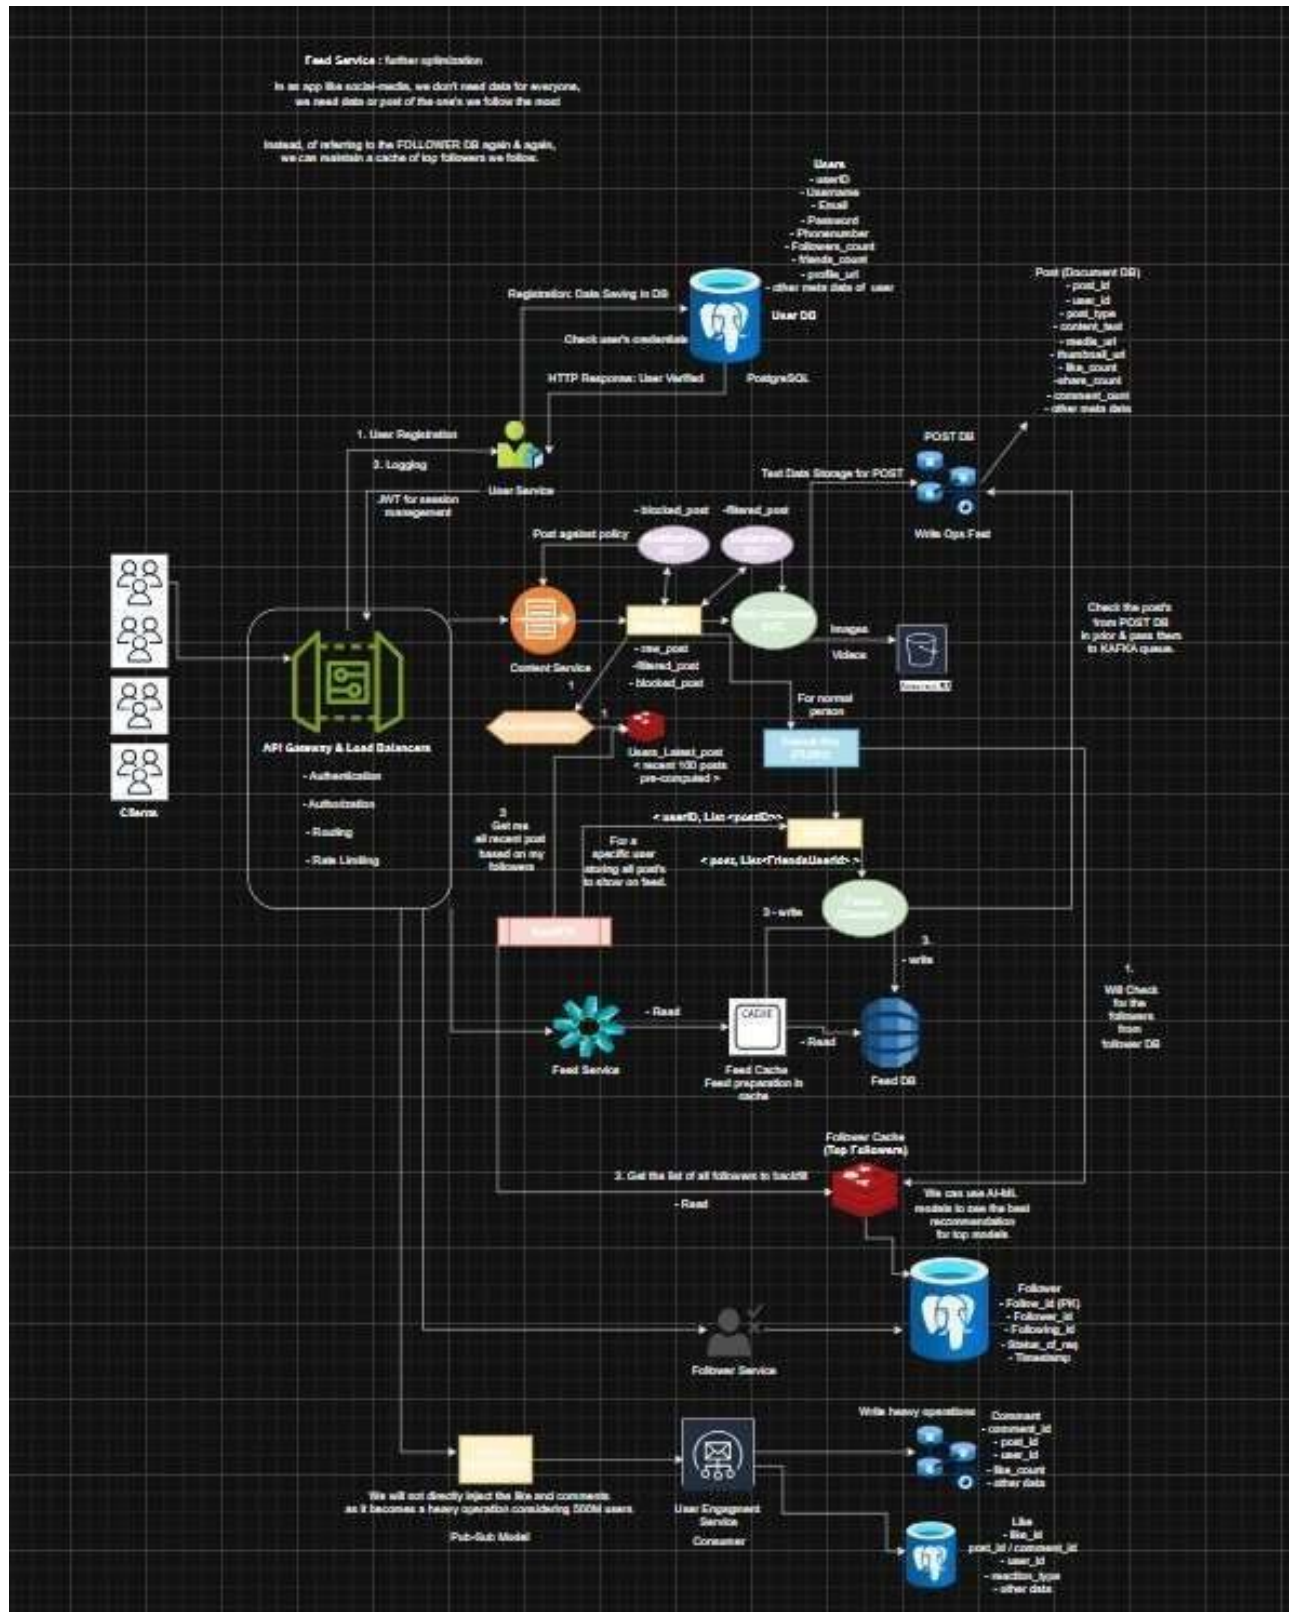 Feed Service : further optimization
In an app like social-media, we don't need data for everyone,
we need data or post of the one's we follow the most
Instead, of referring to the FOLLOWER DB again & again,
we can maintain a cache of top followers we follow.
Users
- userID
- Username
- Email
- Password
- Phonenumber
- Followers_count
- friends_count
- profile_url
- other meta data of user
User DB
PostgreSQL
Registration: Data Saving in DB
Check user's credentials
HTTP Response: User Verified
Post (Document DB)
- post_id
- user_id
- post_type
- content_text
- media_url
- thumbnail_url
- like_count
-share_count
- comment_count
- other meta data
1. User Registration
2. Logging
User Service
JWT for session
management
POST DB
Text Data Storage for POST
Write Ops Fast
- blocked_post
-filtered_post
Post against policy
Content Service
- raw_post
-filtered_post
- blocked_post
Images
Videos
Amazon S3
Check the post's
from POST DB
in prior & pass them
to KAFKA queue.
For normal
person
1
1.
Users_Latest_post
< recent 100 posts
pre-computed >
API Gateway & Load Balancers
- Authentication
- Authorization
- Routing
- Rate Limiting
Clients
3
Get me
all recent post
based on my
followers
For a
specific user
storing all post's
to show on feed.
< userID, List <postID>>
< post, List<FriendsUserId> >
3 - write
3.
- write
1.
Will Check
for the
followers
from
follower DB
- Read
- Read
Feed Service
Feed Cache
Feed preparation in
cache
CACHE
Feed DB
Follower Cache
(Top Followers)
2. Get the list of all followers to backfill
- Read
We can use AI-ML
models to see the best
recommendation
for top models.
Follower
- Follow_id (PK)
- Follower_id
- Following_id
- Status_of_req
- Timestamp
Follower Service
Write heavy operations
Comment
- comment_id
- post_id
- user_id
- like_count
- other data
We will not directly inject the like and comments
as it becomes a heavy operation considering 500M users
Pub-Sub Model
User Engagment
Service
Consumer
Like
- like_id
post_id / comment_id
- user_id
- reaction_type
- other data